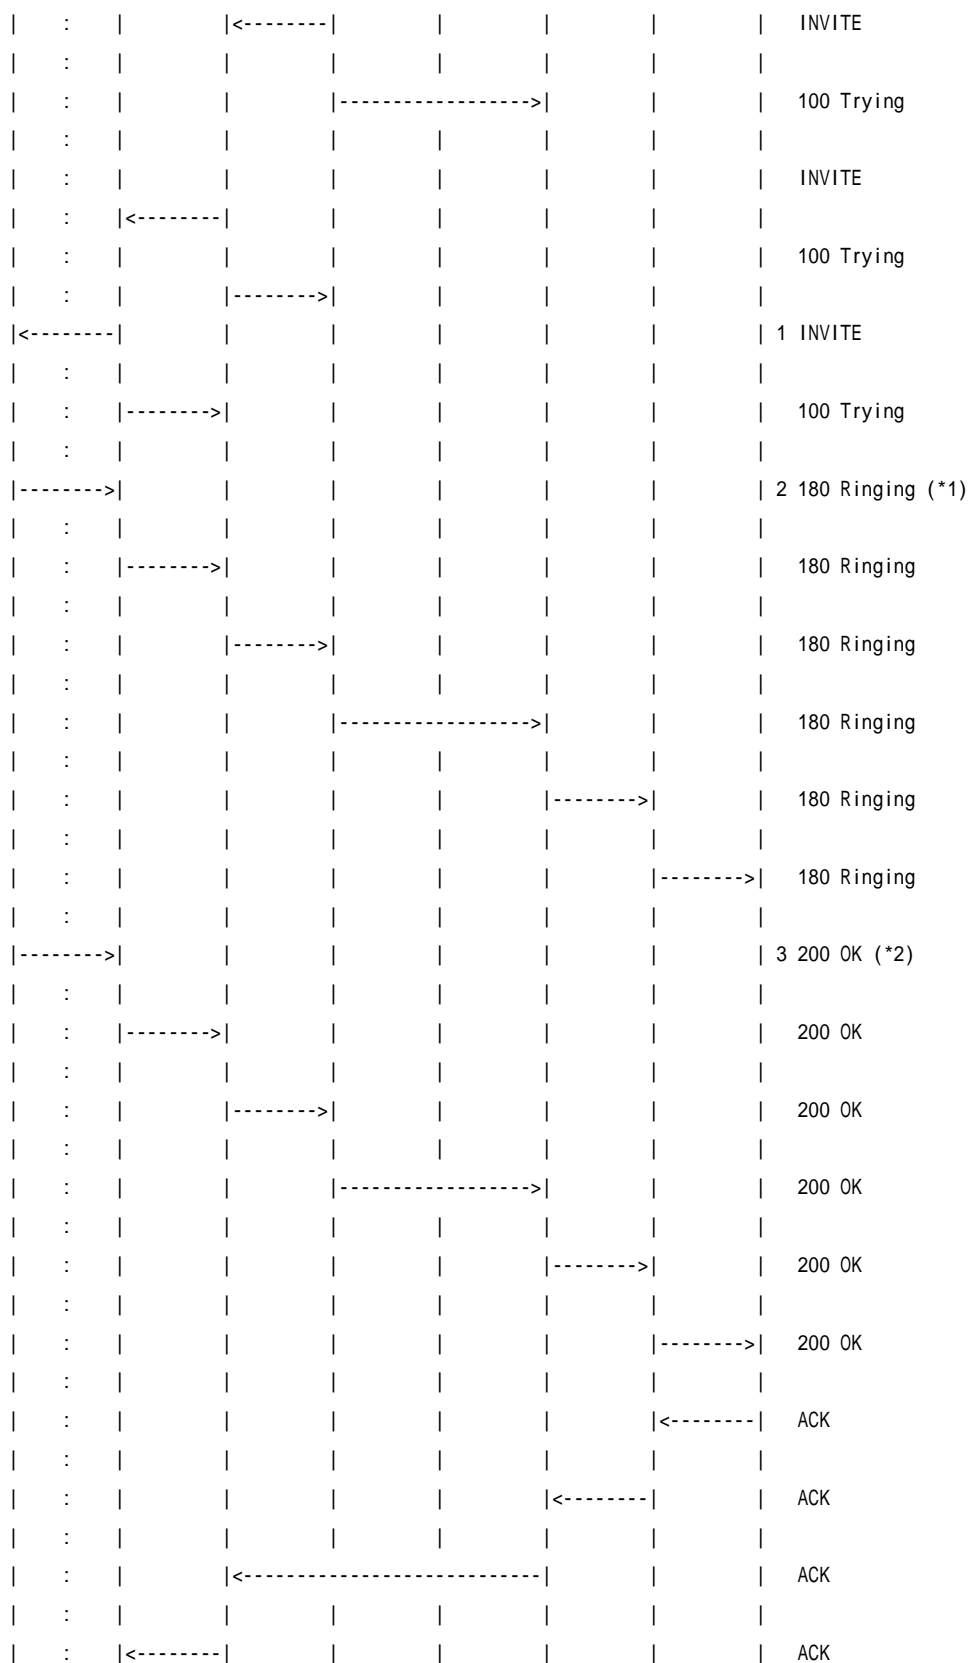 |    :    |         |<--------|         |         |         |         |   INVITE
|    :    |         |         |         |         |         |         |
|    :    |         |         |------------------>|         |         |   100 Trying
|    :    |         |         |         |         |         |         |
|    :    |         |         |         |         |         |         |   INVITE
|    :    |<--------|         |         |         |         |         |
|    :    |         |         |         |         |         |         |   100 Trying
|    :    |         |-------->|         |         |         |         |
|<--------|         |         |         |         |         |         | 1 INVITE
|    :    |         |         |         |         |         |         |
|    :    |-------->|         |         |         |         |         |   100 Trying
|    :    |         |         |         |         |         |         |
|-------->|         |         |         |         |         |         | 2 180 Ringing (*1)
|    :    |         |         |         |         |         |         |
|    :    |-------->|         |         |         |         |         |   180 Ringing
|    :    |         |         |         |         |         |         |
|    :    |         |-------->|         |         |         |         |   180 Ringing
|    :    |         |         |         |         |         |         |
|    :    |         |         |------------------>|         |         |   180 Ringing
|    :    |         |         |         |         |         |         |
|    :    |         |         |         |         |-------->|         |   180 Ringing
|    :    |         |         |         |         |         |         |
|    :    |         |         |         |         |         |-------->|   180 Ringing
|    :    |         |         |         |         |         |         |
|-------->|         |         |         |         |         |         | 3 200 OK (*2)
|    :    |         |         |         |         |         |         |
|    :    |-------->|         |         |         |         |         |   200 OK
|    :    |         |         |         |         |         |         |
|    :    |         |-------->|         |         |         |         |   200 OK
|    :    |         |         |         |         |         |         |
|    :    |         |         |------------------>|         |         |   200 OK
|    :    |         |         |         |         |         |         |
|    :    |         |         |         |         |-------->|         |   200 OK
|    :    |         |         |         |         |         |         |
|    :    |         |         |         |         |         |-------->|   200 OK
|    :    |         |         |         |         |         |         |
|    :    |         |         |         |         |         |<--------|   ACK
|    :    |         |         |         |         |         |         |
|    :    |         |         |         |         |<--------|         |   ACK
|    :    |         |         |         |         |         |         |
|    :    |         |<----------------------------|         |         |   ACK
|    :    |         |         |         |         |         |         |
|    :    |<--------|         |         |         |         |         |   ACK